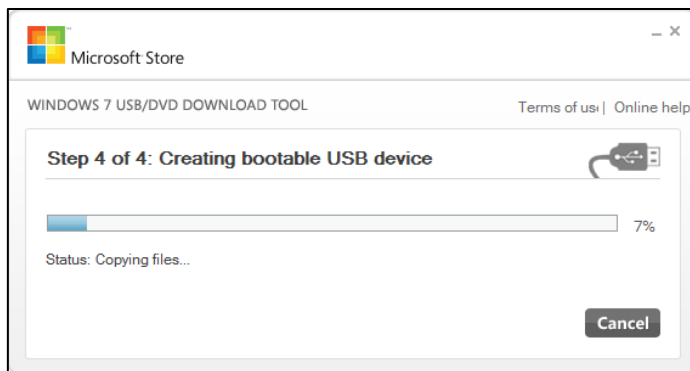 Microsoft Store
WINDOWS 7 USB/DVD DOWNLOAD TOOL
Terms of us| Online help
Step 4 of 4: Creating bootable USB device
7%
Status: Copying files...
Cancel